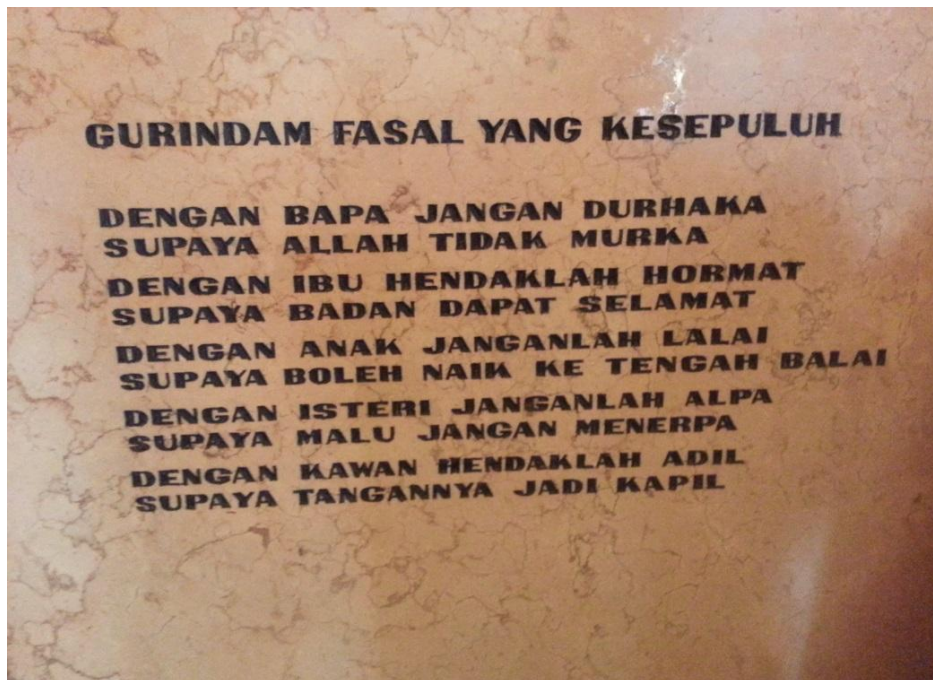 GURINDAM FASAL YANG KESEPULUH
DENGAN BAPA JANGAN DURHAKA
SUPAYA ALLAH TIDAK MURKA
DENGAN IBU HENDAKLAH HORMAT
SUPAYA BADAN DAPAT SELAMAT
DENGAN ANAK JANGANLAH LALAI
SUPAYA BOLEH NAIK KE TENGAH BALAI
DENGAN ISTERI JANGANLAH ALPA
SUPAYA MALU JANGAN MENERPA
DENGAN KAWAN HENDAKLAH ADIL
SUPAYA TANGANNYA JADI KAPIL